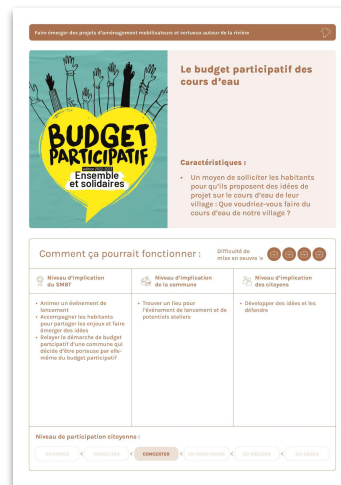 Faire émerger des projets d'aménagement mobilisateurs et vertueux autour de la rivière
BUDGET
PARTICIPATIF
Ensemble
et solidaires
Le budget participatif des
cours d'eau
Caractéristiques :
• Un moyen de solliciter les habitants
pour qu'ils proposent des idées de
projet sur le cours d'eau de leur
village : Que voudriez-vous faire du
cours d'eau de notre village ?
Comment ça pourrait fonctionner :
Difficulté de
mise en oeuvre :
Niveau d'implication
du SMBT
• Animer un événement de
lancement
• Accompagner les habitants
pour partager les enjeux et faire
émerger des idées
• Relayer la démarche de budget
participatif d'une commune qui
décide d'être porteuse par elle-
même du budget participatif
Niveau d'implication
de la commune
• Trouver un lieu pour
l'événement de lancement et de
potentiels ateliers
Niveau d'implication
des citoyens
• Développer des idées et les
défendre
Niveau de participation citoyenne :
CONCERTER